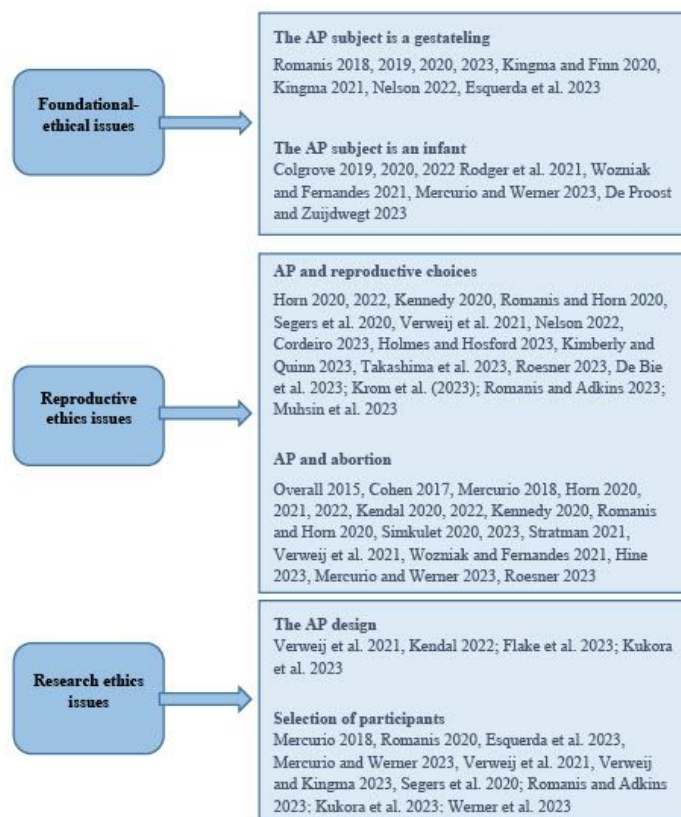 Foundational-
ethical issues
The AP subject is a gestateling
Romanis 2018, 2019, 2020, 2023, Kingma and Finn 2020,
Kingma 2021, Nelson 2022, Esquerda et al. 2023
The AP subject is an infant
Colgrove 2019, 2020, 2022 Rodger et al. 2021, Wozniak
and Fernandes 2021, Mercurio and Werner 2023, De Proost
and Zuijdwegt 2023
Reproductive
ethics issues
AP and reproductive choices
Horn 2020, 2022, Kennedy 2020, Romanis and Horn 2020,
Segers et al. 2020, Verweij et al. 2021, Nelson 2022,
Cordeiro 2023, Holmes and Hosford 2023, Kimberly and
Quinn 2023, Takashima et al. 2023, Roesner 2023, De Bie
et al. 2023; Krom et al. (2023); Romanis and Adkins 2023;
Muhsin et al. 2023
AP and abortion
Overall 2015, Cohen 2017, Mercurio 2018, Horn 2020,
2021, 2022, Kendal 2020, 2022, Kennedy 2020, Romanis
and Horn 2020, Simkulet 2020, 2023, Stratman 2021,
Verweij et al. 2021, Wozniak and Fernandes 2021, Hine
2023, Mercurio and Werner 2023, Roesner 2023
Research ethics
issues
The AP design
Verweij et al. 2021, Kendal 2022; Flake et al. 2023; Kukora
et al. 2023
Selection of participants
Mercurio 2018, Romanis 2020, Esquerda et al. 2023,
Mercurio and Werner 2023, Verweij et al. 2021, Verweij
and Kingma 2023, Segers et al. 2020; Romanis and Adkins
2023; Kukora et al. 2023; Werner et al. 2023